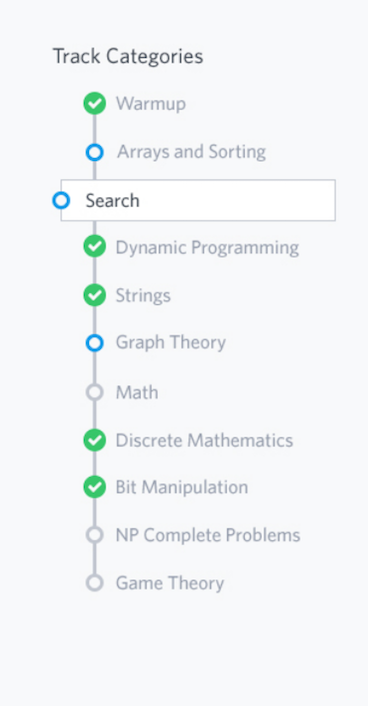 Track Categories
Warmup
Arrays and Sorting
Search
Dynamic Programming
Strings
Graph Theory
Math
Discrete Mathematics
Bit Manipulation
NP Complete Problems
Game Theory